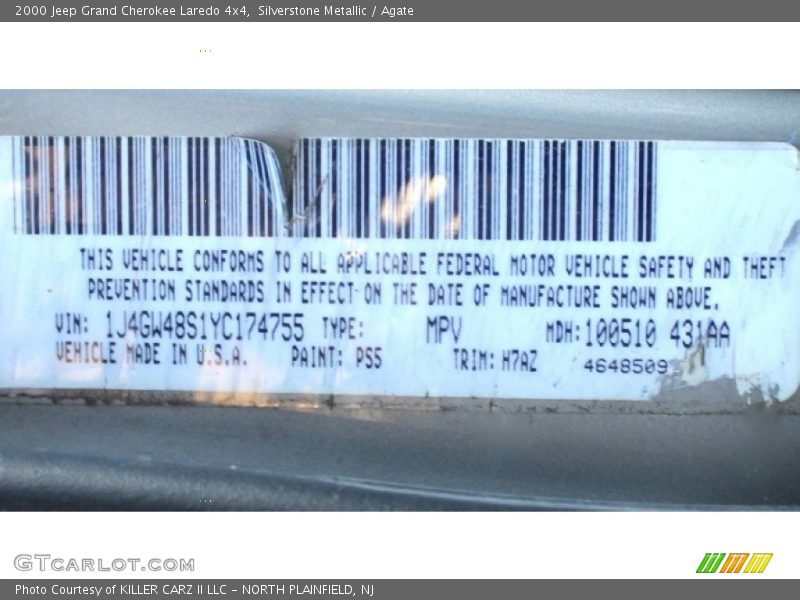 2000 Jeep Grand Cherokee Laredo 4x4, Silverstone Metallic / Agate
THIS VEHICLE CONFORMS TO ALL APPLICABLE FEDERAL MOTOR VEHICLE SAFETY AND THEFT
PREVENTION STANDARDS IN EFFECT ON THE DATE OF MANUFACTURE SHOWN ABOVE.
VIN: 1J4GW48S1YC174755 TYPE: MPV MDH: 100510 431AA
VEHICLE MADE IN U.S.A. PAINT: PS5 TRIM: H7AZ 4648509
GTCARLOT.COM
Photo Courtesy of KILLER CARZ II LLC - NORTH PLAINFIELD, NJ